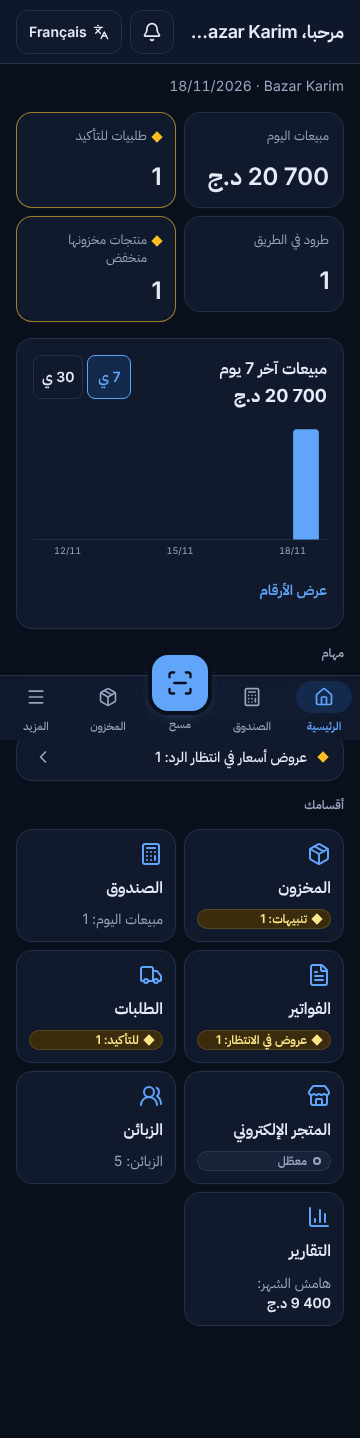 مرحبا، azar Karim...
Français
18/11/2026 · Bazar Karim
مبيعات اليوم
20 700 د.ج
طلبيات للتأكيد
1
طرود في الطريق
1
منتجات مخزونها
منخفض
1
مبيعات آخر 7 يوم
20 700 د.ج
7 ي
30 ي
12/11
15/11
18/11
عرض الأرقام
مهام
الرئيسية
الصندوق
مسح
المخزون
المزيد
عروض أسعار في انتظار الرد: 1
أقسامك
المخزون
تنبيهات: 1
الصندوق
مبيعات اليوم: 1
الفواتير
عروض في الانتظار: 1
الطلبات
للتأكيد: 1
المتجر الإلكتروني
معطّل
الزبائن
الزبائن: 5
التقارير
هامش الشهر:
9 400 د.ج